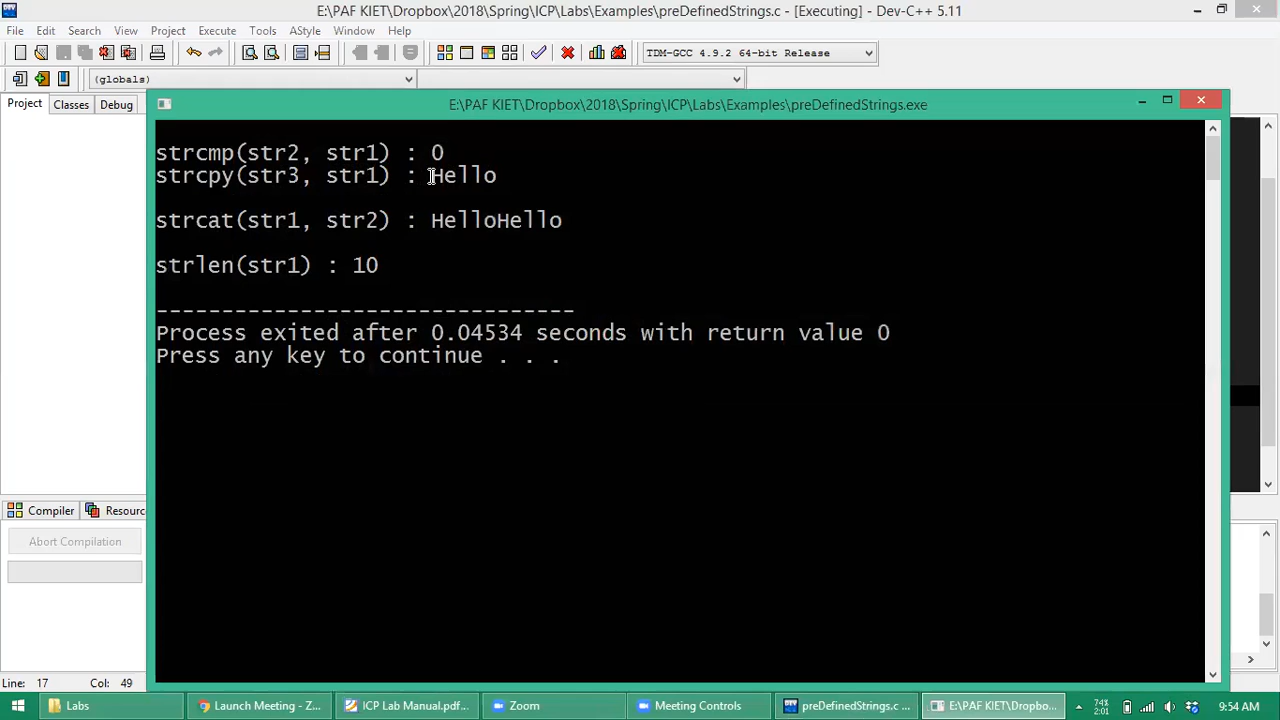 E:\PAF KIET\Dropbox\2018\Spring\ICP\Labs\Examples\preDefinedStrings.c - [Executing] - Dev-C++ 5.11
File Edit Search View Project Execute Tools AStyle Window Help
TDM-GCC 4.9.2 64-bit Release
(globals)
Project Classes Debug
E:\PAF KIET\Dropbox\2018\Spring\ICP\Labs\Examples\preDefinedStrings.exe
strcmp(str2, str1) : 0
strcpy(str3, str1) : Hello
strcat(str1, str2) : HelloHello
strlen(str1) : 10
--------------------------------
Process exited after 0.04534 seconds with return value 0
Press any key to continue . . .
Compiler Resourc
Abort Compilation
Line: 17 Col: 49
Labs Launch Meeting - Z... ICP Lab Manual.pdf... Zoom Meeting Controls preDefinedStrings.c ... E:\PAF KIET\Dropb... 74% 2:01 9:54 AM